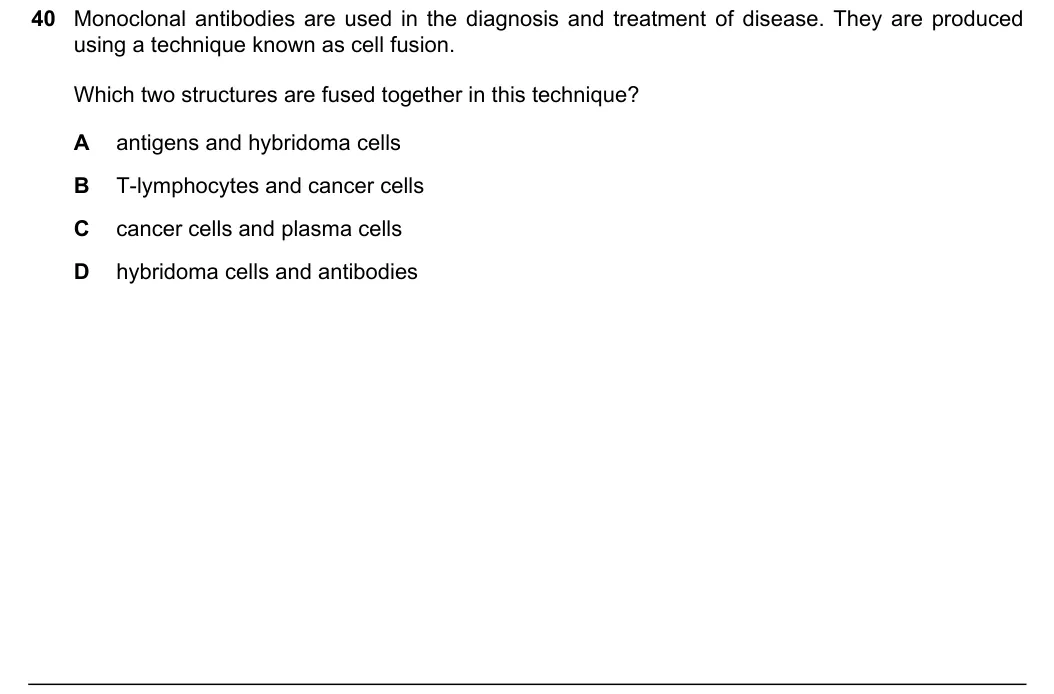 40 Monoclonal antibodies are used in the diagnosis and treatment of disease. They are produced
using a technique known as cell fusion.
Which two structures are fused together in this technique?
A antigens and hybridoma cells
B T-lymphocytes and cancer cells
C cancer cells and plasma cells
D hybridoma cells and antibodies